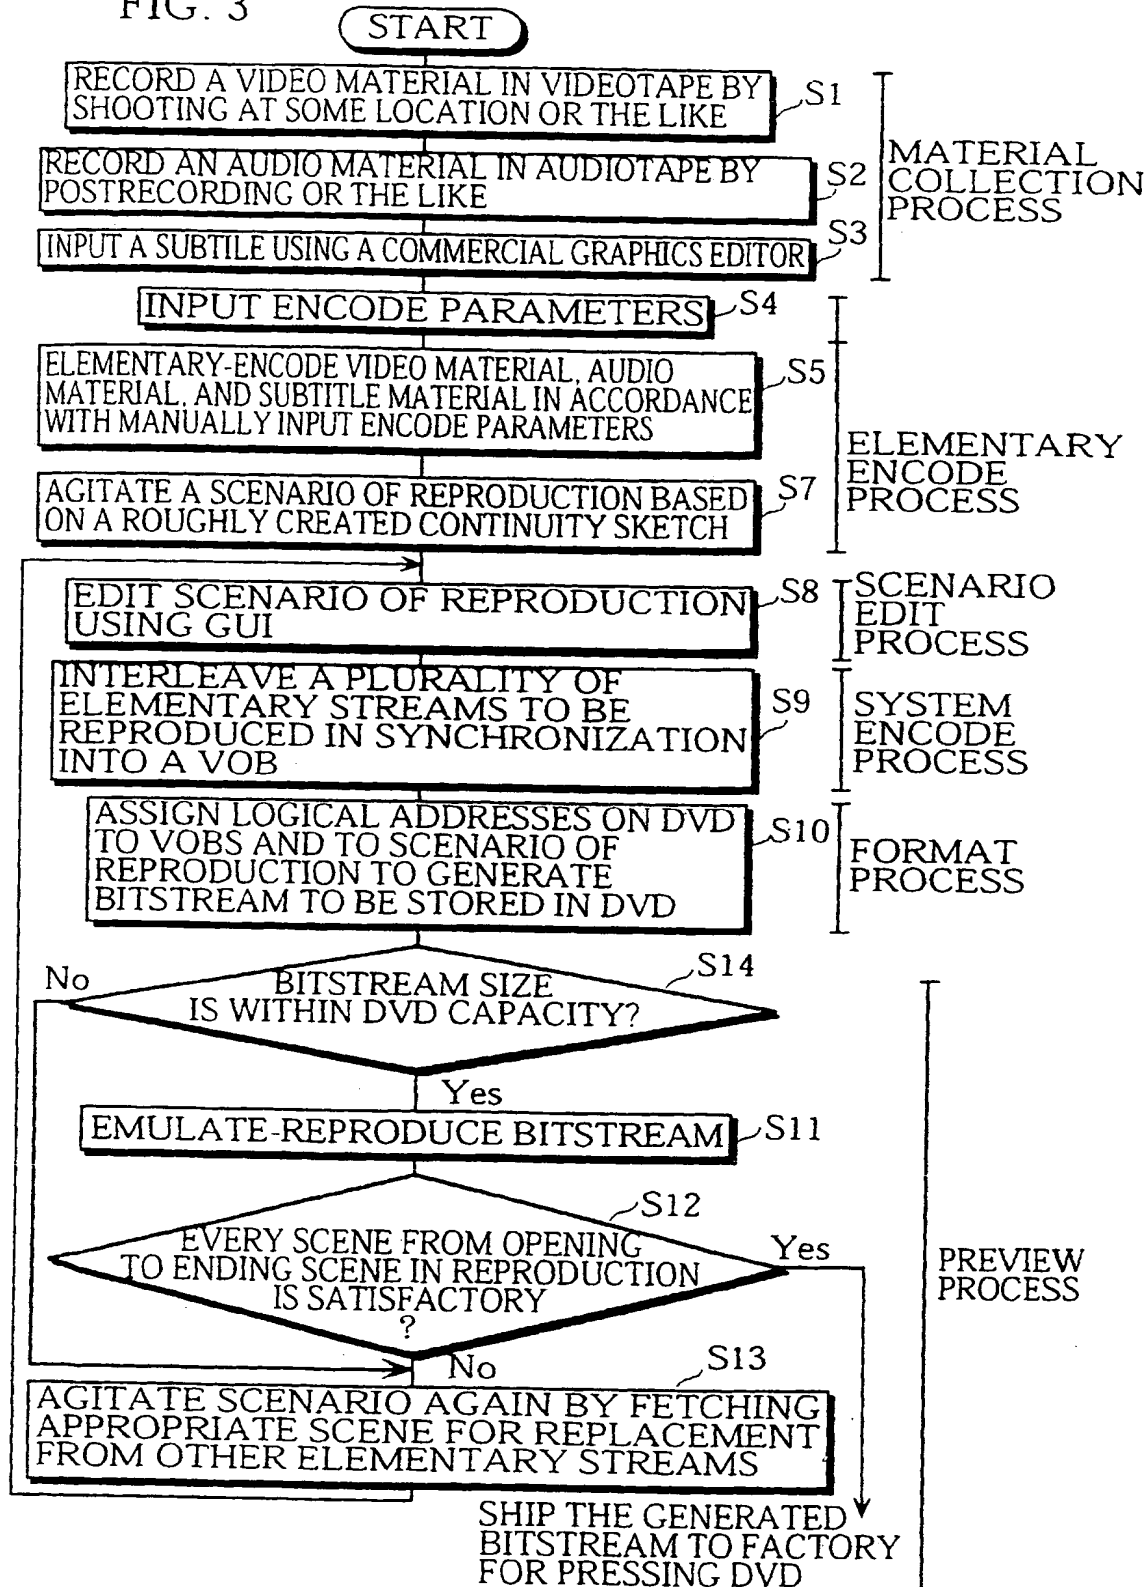 FIG. 3
START
RECORD A VIDEO MATERIAL IN VIDEOTAPE BY
SHOOTING AT SOME LOCATION OR THE LIKE
S1
RECORD AN AUDIO MATERIAL IN AUDIOTAPE BY
POSTRECORDING OR THE LIKE
S2
INPUT A SUBTILE USING A COMMERCIAL GRAPHICS EDITOR
S3
MATERIAL
COLLECTION
PROCESS
INPUT ENCODE PARAMETERS
S4
ELEMENTARY-ENCODE VIDEO MATERIAL, AUDIO
MATERIAL, AND SUBTITLE MATERIAL IN ACCORDANCE
WITH MANUALLY INPUT ENCODE PARAMETERS
S5
AGITATE A SCENARIO OF REPRODUCTION BASED
ON A ROUGHLY CREATED CONTINUITY SKETCH
S7
ELEMENTARY
ENCODE
PROCESS
EDIT SCENARIO OF REPRODUCTION
USING GUI
S8
SCENARIO
EDIT
PROCESS
INTERLEAVE A PLURALITY OF
ELEMENTARY STREAMS TO BE
REPRODUCED IN SYNCHRONIZATION
INTO A VOB
S9
SYSTEM
ENCODE
PROCESS
ASSIGN LOGICAL ADDRESSES ON DVD
TO VOBS AND TO SCENARIO OF
REPRODUCTION TO GENERATE
BITSTREAM TO BE STORED IN DVD
S10
FORMAT
PROCESS
No
BITSTREAM SIZE
IS WITHIN DVD CAPACITY?
S14
Yes
EMULATE-REPRODUCE BITSTREAM
S11
EVERY SCENE FROM OPENING
TO ENDING SCENE IN REPRODUCTION
IS SATISFACTORY
?
S12
Yes
No
PREVIEW
PROCESS
AGITATE SCENARIO AGAIN BY FETCHING
APPROPRIATE SCENE FOR REPLACEMENT
FROM OTHER ELEMENTARY STREAMS
S13
SHIP THE GENERATED
BITSTREAM TO FACTORY
FOR PRESSING DVD